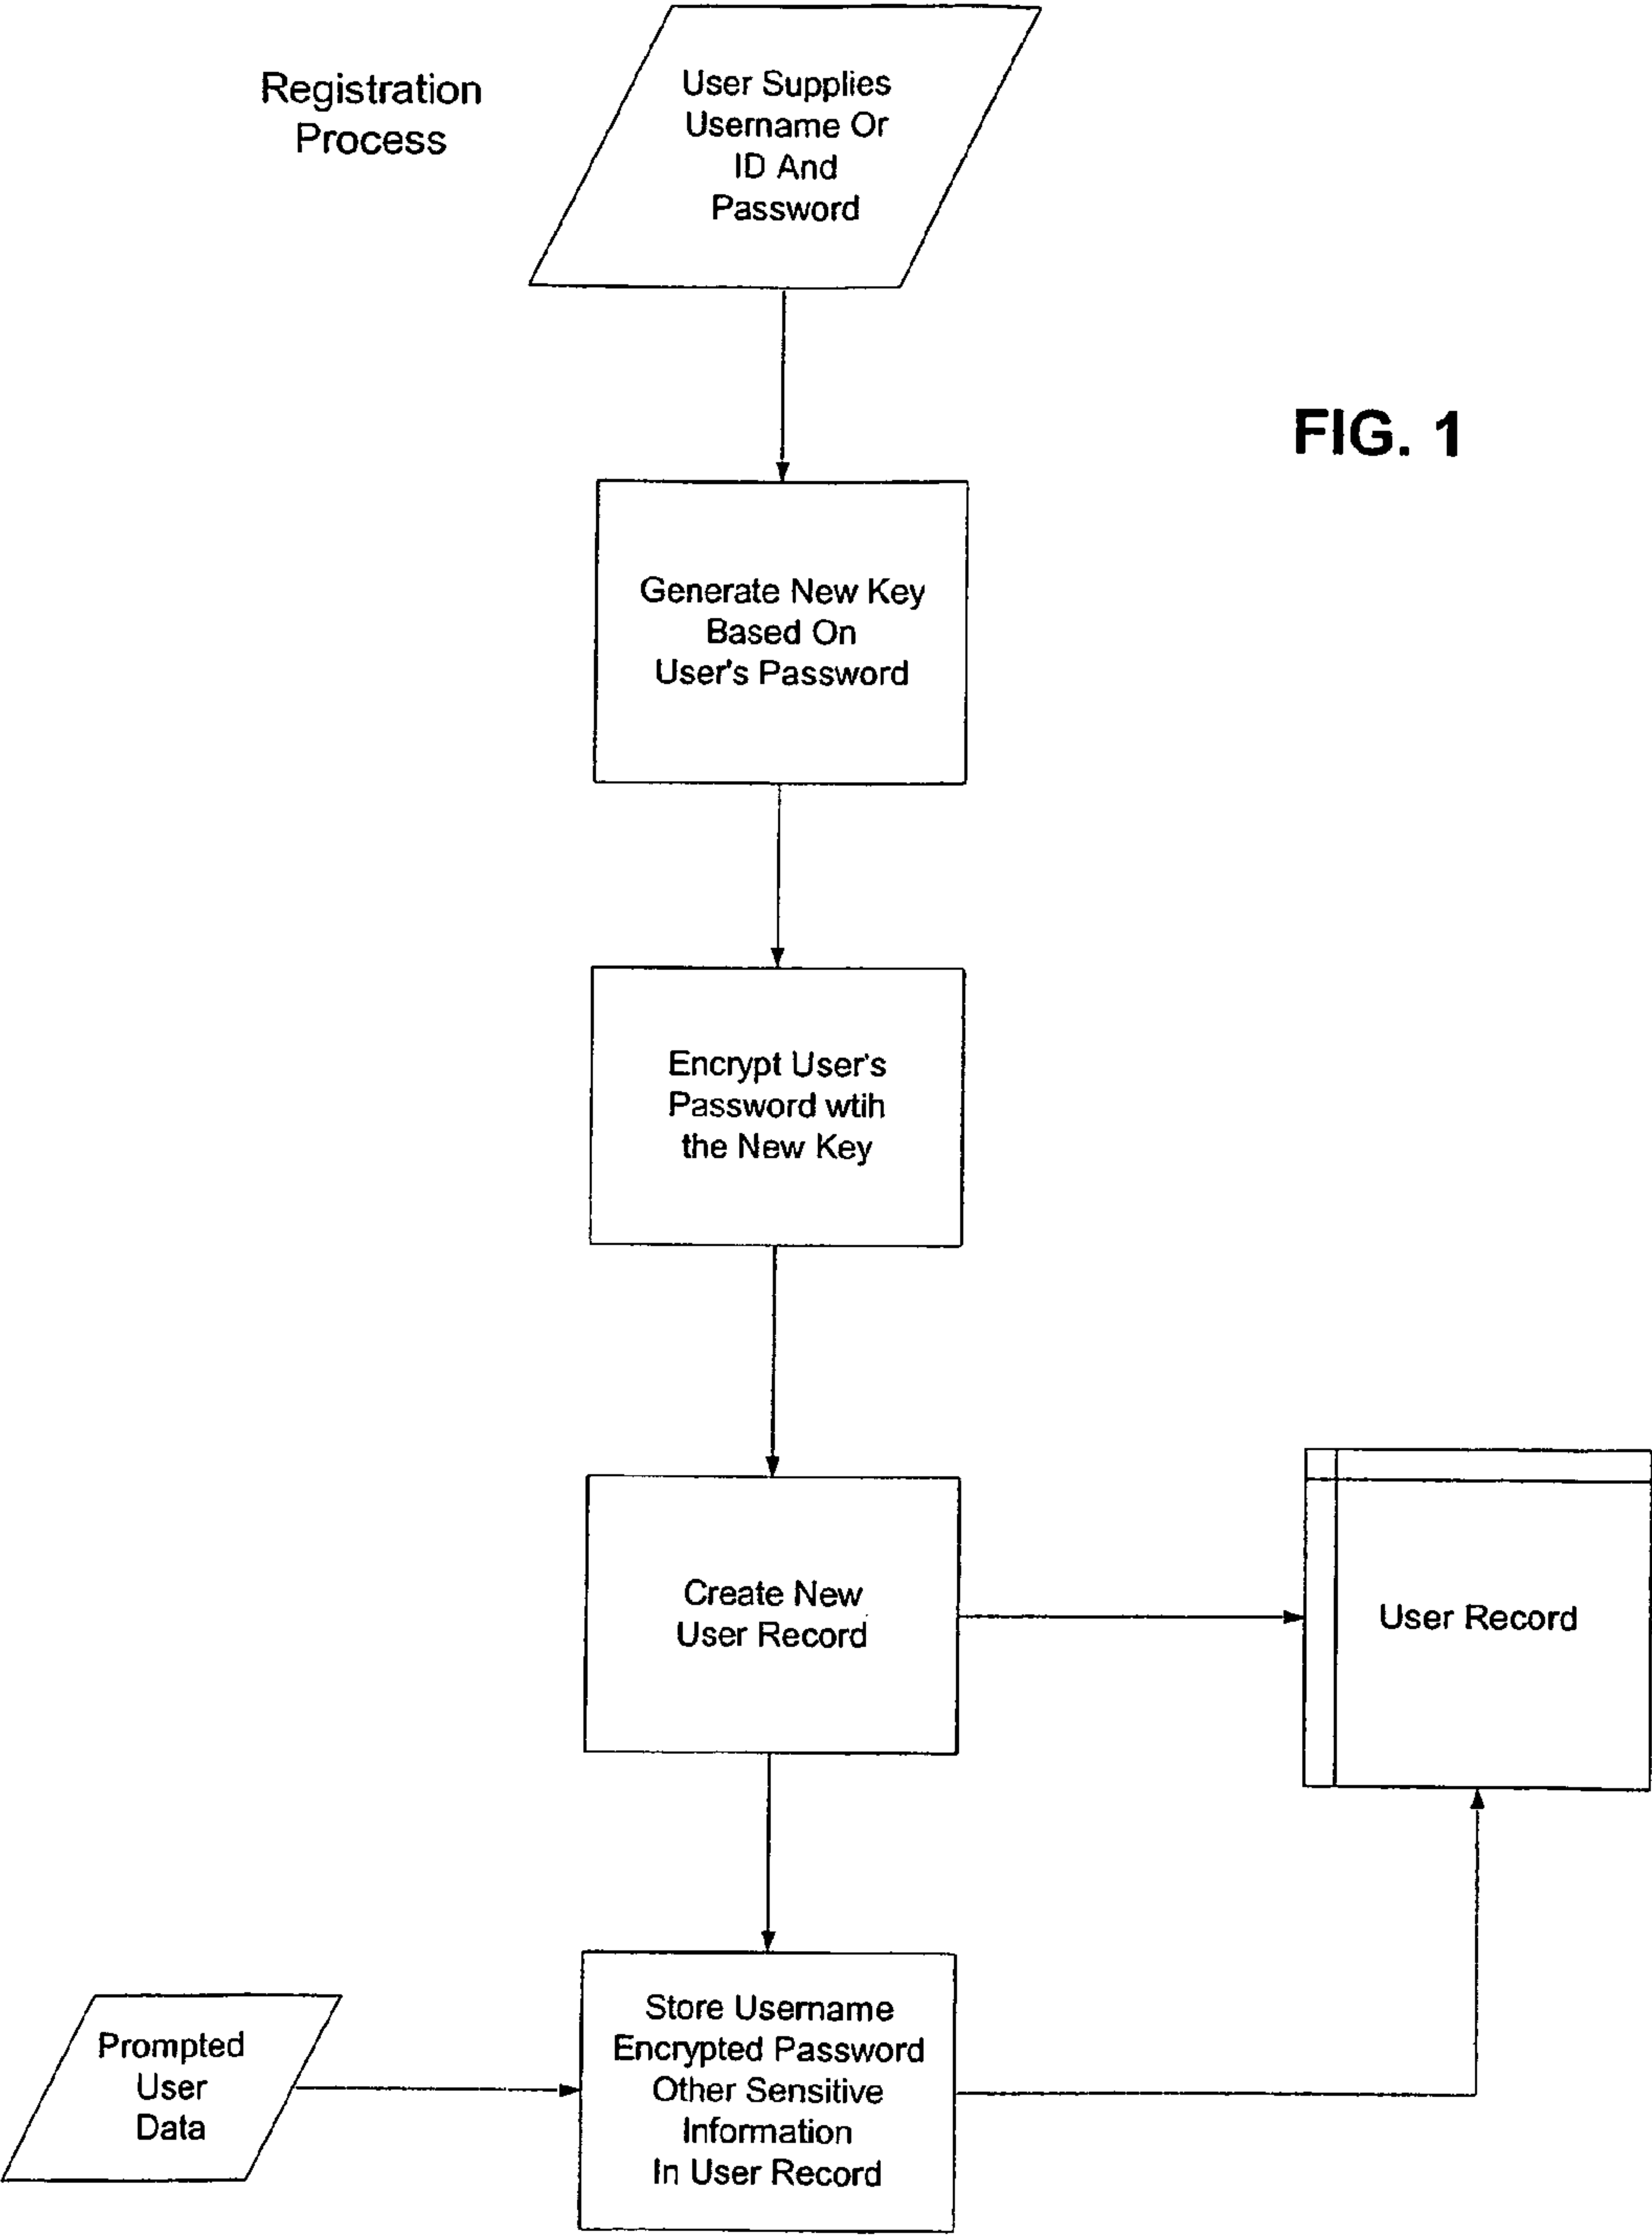 Registration
Process
User Supplies
Username Or
ID And
Password
FIG. 1
Generate New Key
Based On
User's Password
Encrypt User's
Password wtih
the New Key
Create New
User Record
User Record
Prompted
User
Data
Store Username
Encrypted Password
Other Sensitive
Information
In User Record